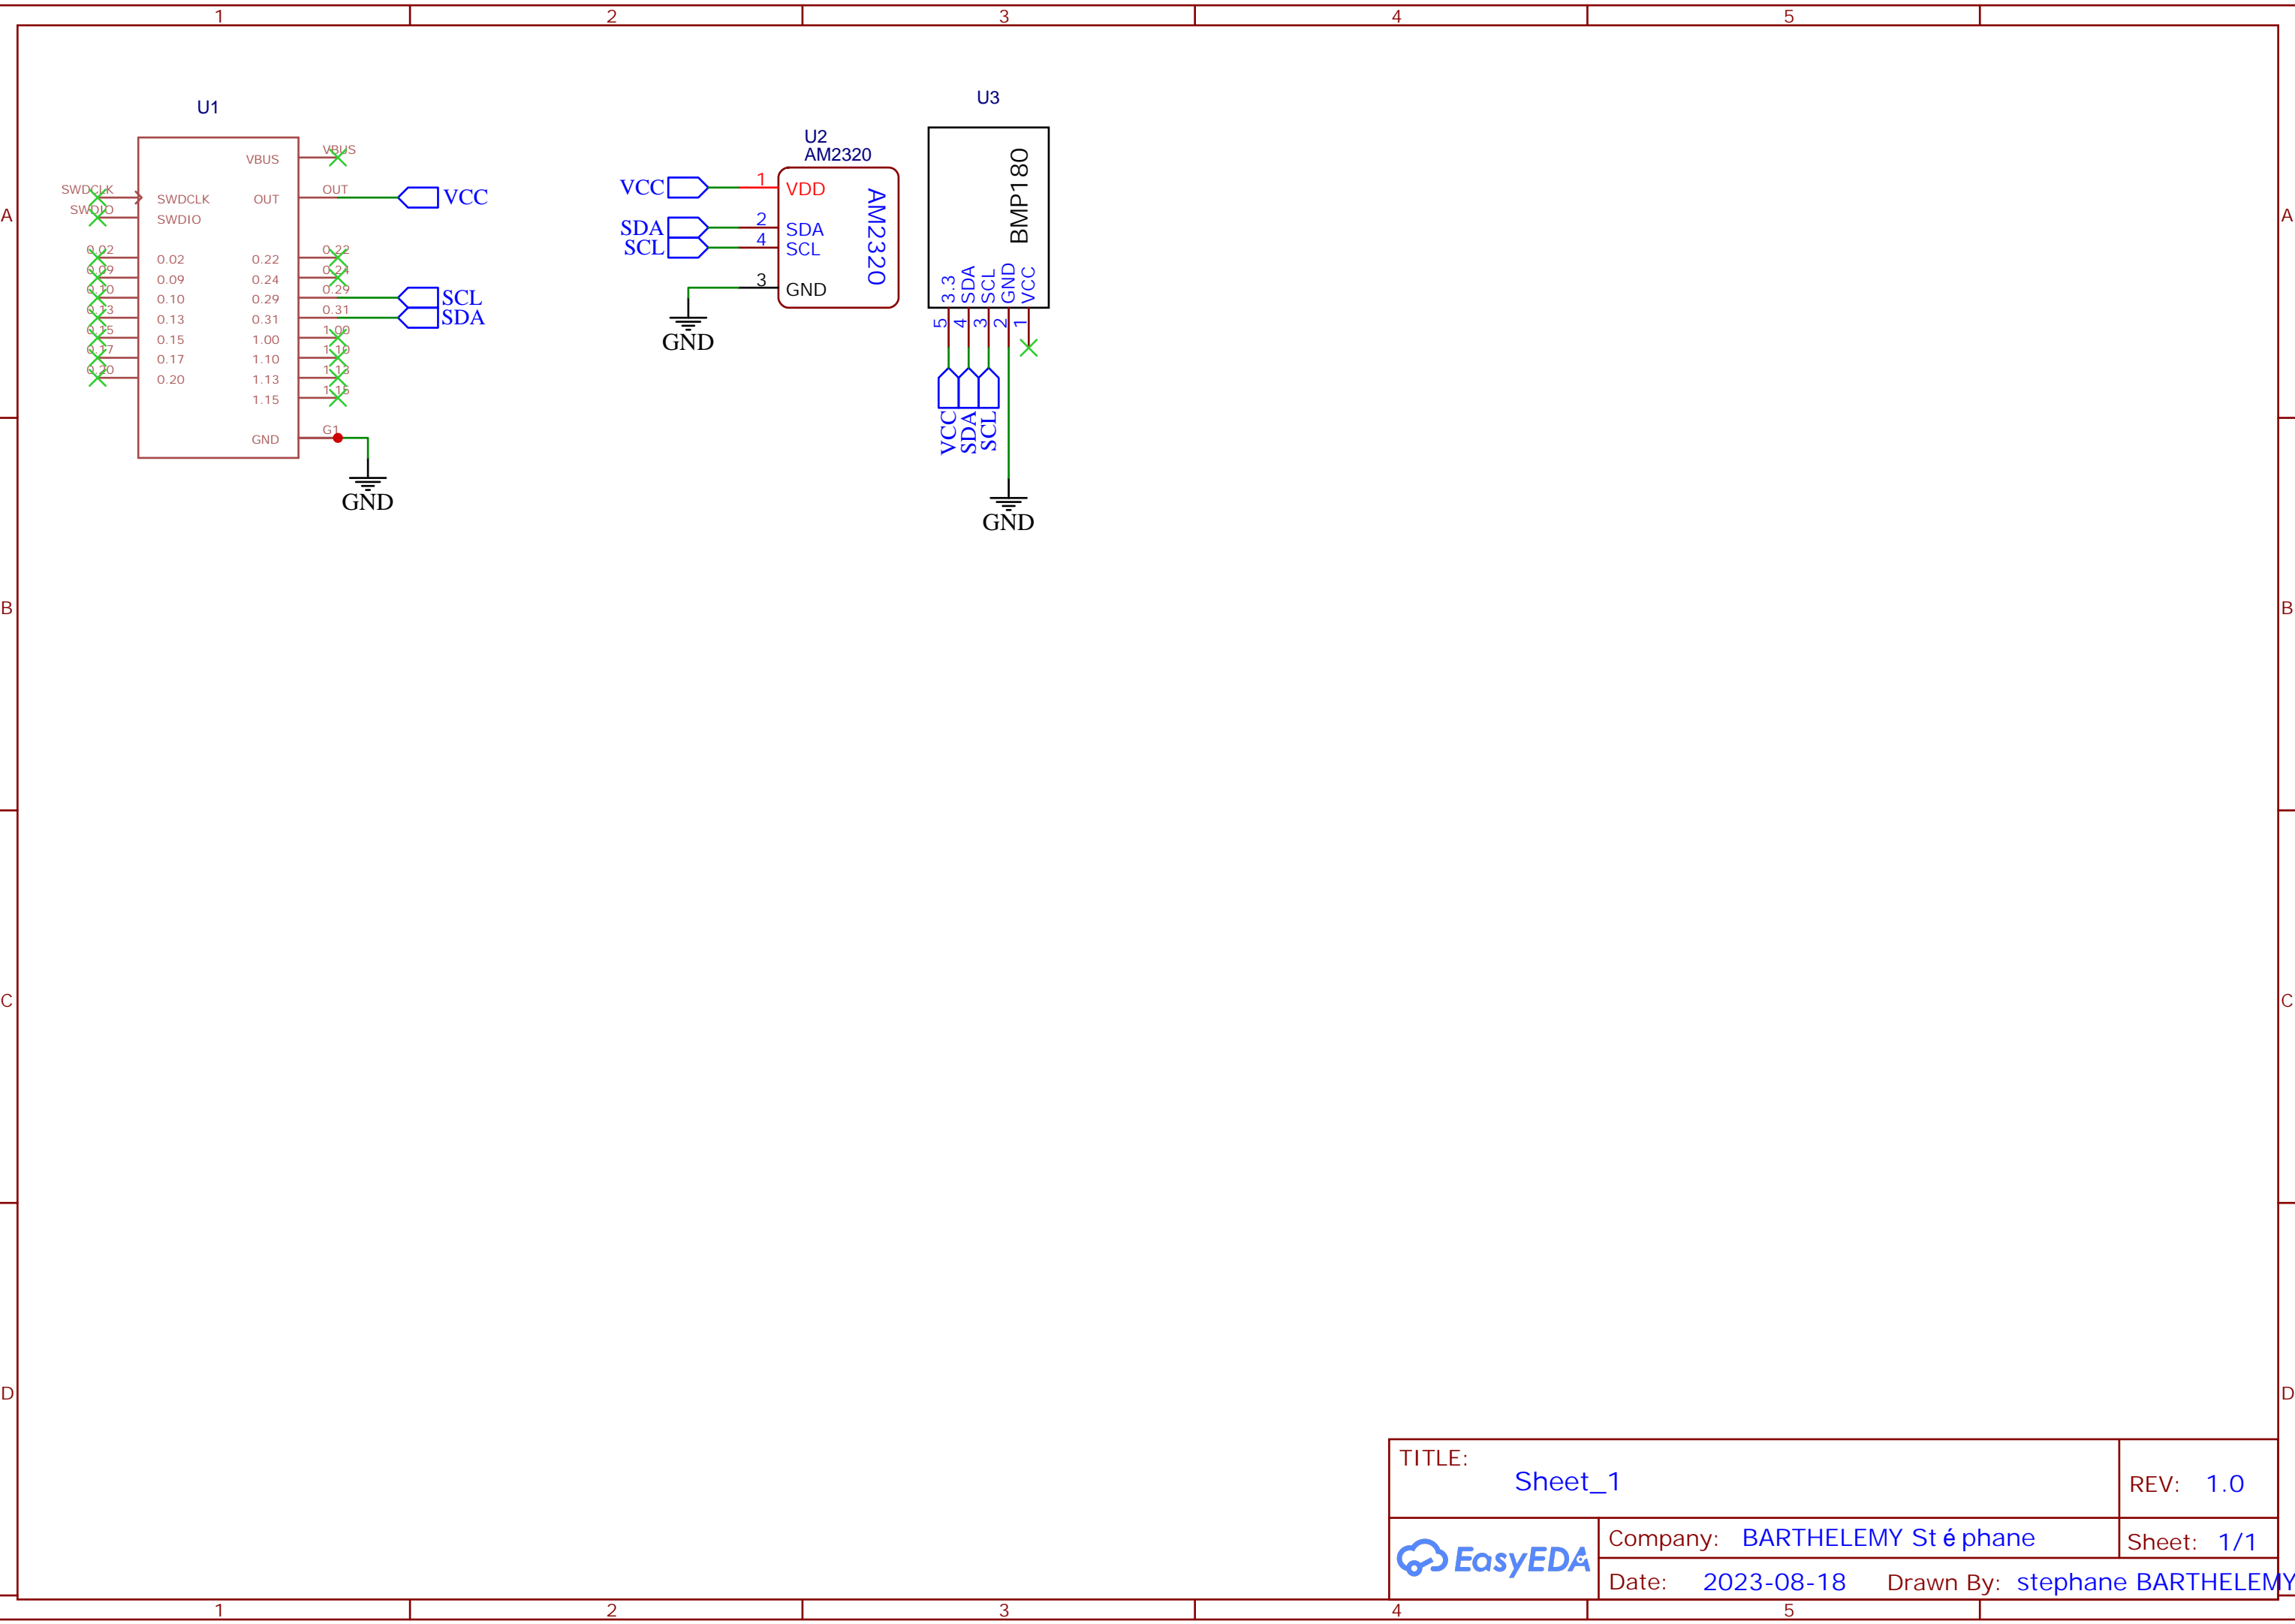 1 2 3 4 5
A A
B B
C C
D D
U1
VBUS VBUS
SWDCLK SWDCLK OUT OUT VCC
SWDIO SWDIO
0.02 0.02 0.22 0.22
0.09 0.09 0.24 0.24
0.10 0.10 0.29 0.29 SCL
0.13 0.13 0.31 0.31 SDA
0.15 0.15 1.00 1.00
0.17 0.17 1.10 1.10
0.20 0.20 1.13 1.13
1.15 1.15
GND G1
GND
U2
AM2320
VCC 1 VDD
SDA 2 SDA
SCL 4 SCL
3 GND
AM2320
GND
U3
BMP180
3.3 SDA SCL GND VCC
5 4 3 2 1
VCC SDA SCL
GND
TITLE:
Sheet_1
REV: 1.0
EasyEDA
Company: BARTHELEMY Stéphane
Sheet: 1/1
Date: 2023-08-18 Drawn By: stephane BARTHELEMY
1 2 3 4 5